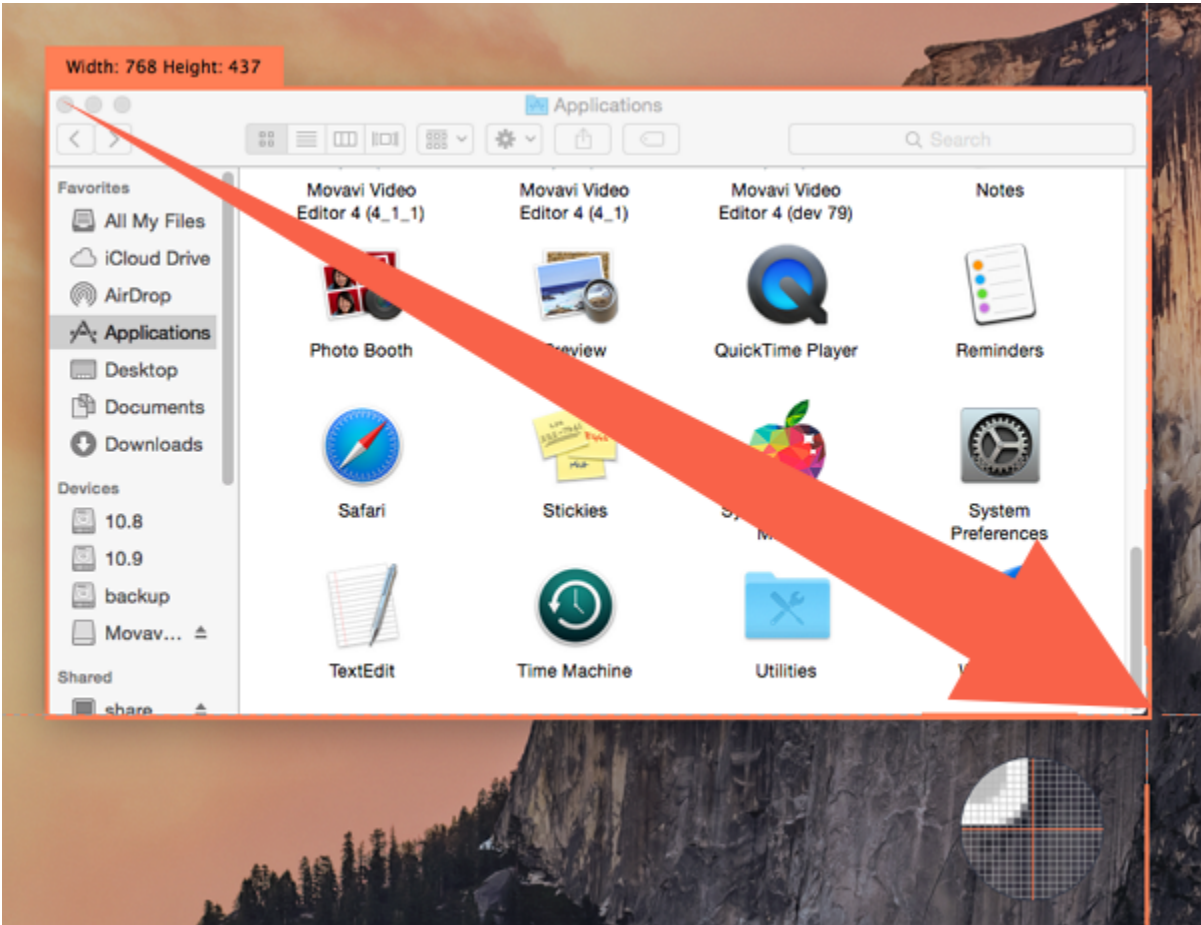 Width: 768 Height: 437
Applications
Search
Favorites
All My Files
iCloud Drive
AirDrop
Applications
Desktop
Documents
Downloads
Devices
10.8
10.9
backup
Movav...
Shared
share
Movavi Video
Editor 4 (4_1_1)
Movavi Video
Editor 4 (4_1)
Movavi Video
Editor 4 (dev 79)
Notes
Photo Booth
Preview
QuickTime Player
Reminders
Safari
Stickies
System
Preferences
TextEdit
Time Machine
Utilities